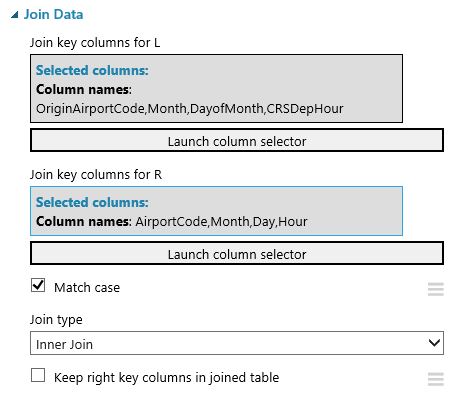 Join Data
Join key columns for L
Selected columns:
Column names:
OriginAirportCode,Month,DayofMonth,CRSDepHour
Launch column selector
Join key columns for R
Selected columns:
Column names: AirportCode,Month,Day,Hour
Launch column selector
Match case
Join type
Inner Join
Keep right key columns in joined table